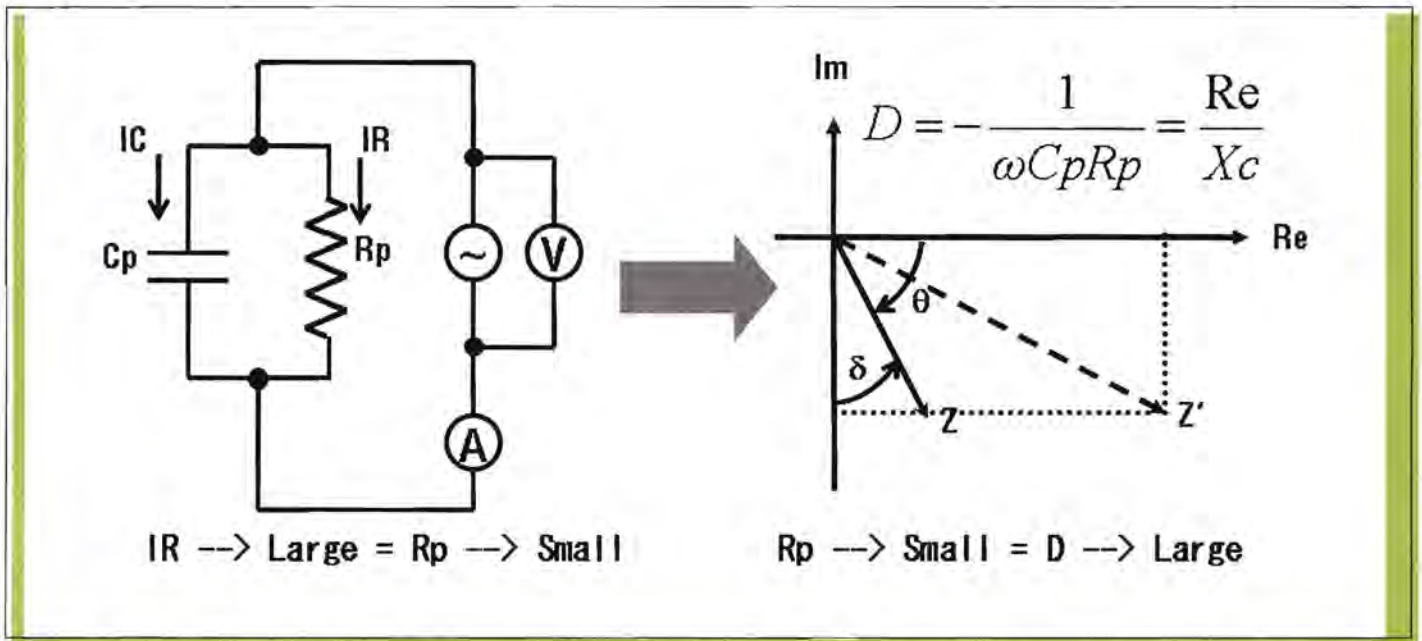 IC
IR
Cp
Rp
~
V
A
IR --> Large = Rp --> Small
Im
D = - 1 / ωCpRp = Re / Xc
Re
θ
δ
Z
Z'
Rp --> Small = D --> Large